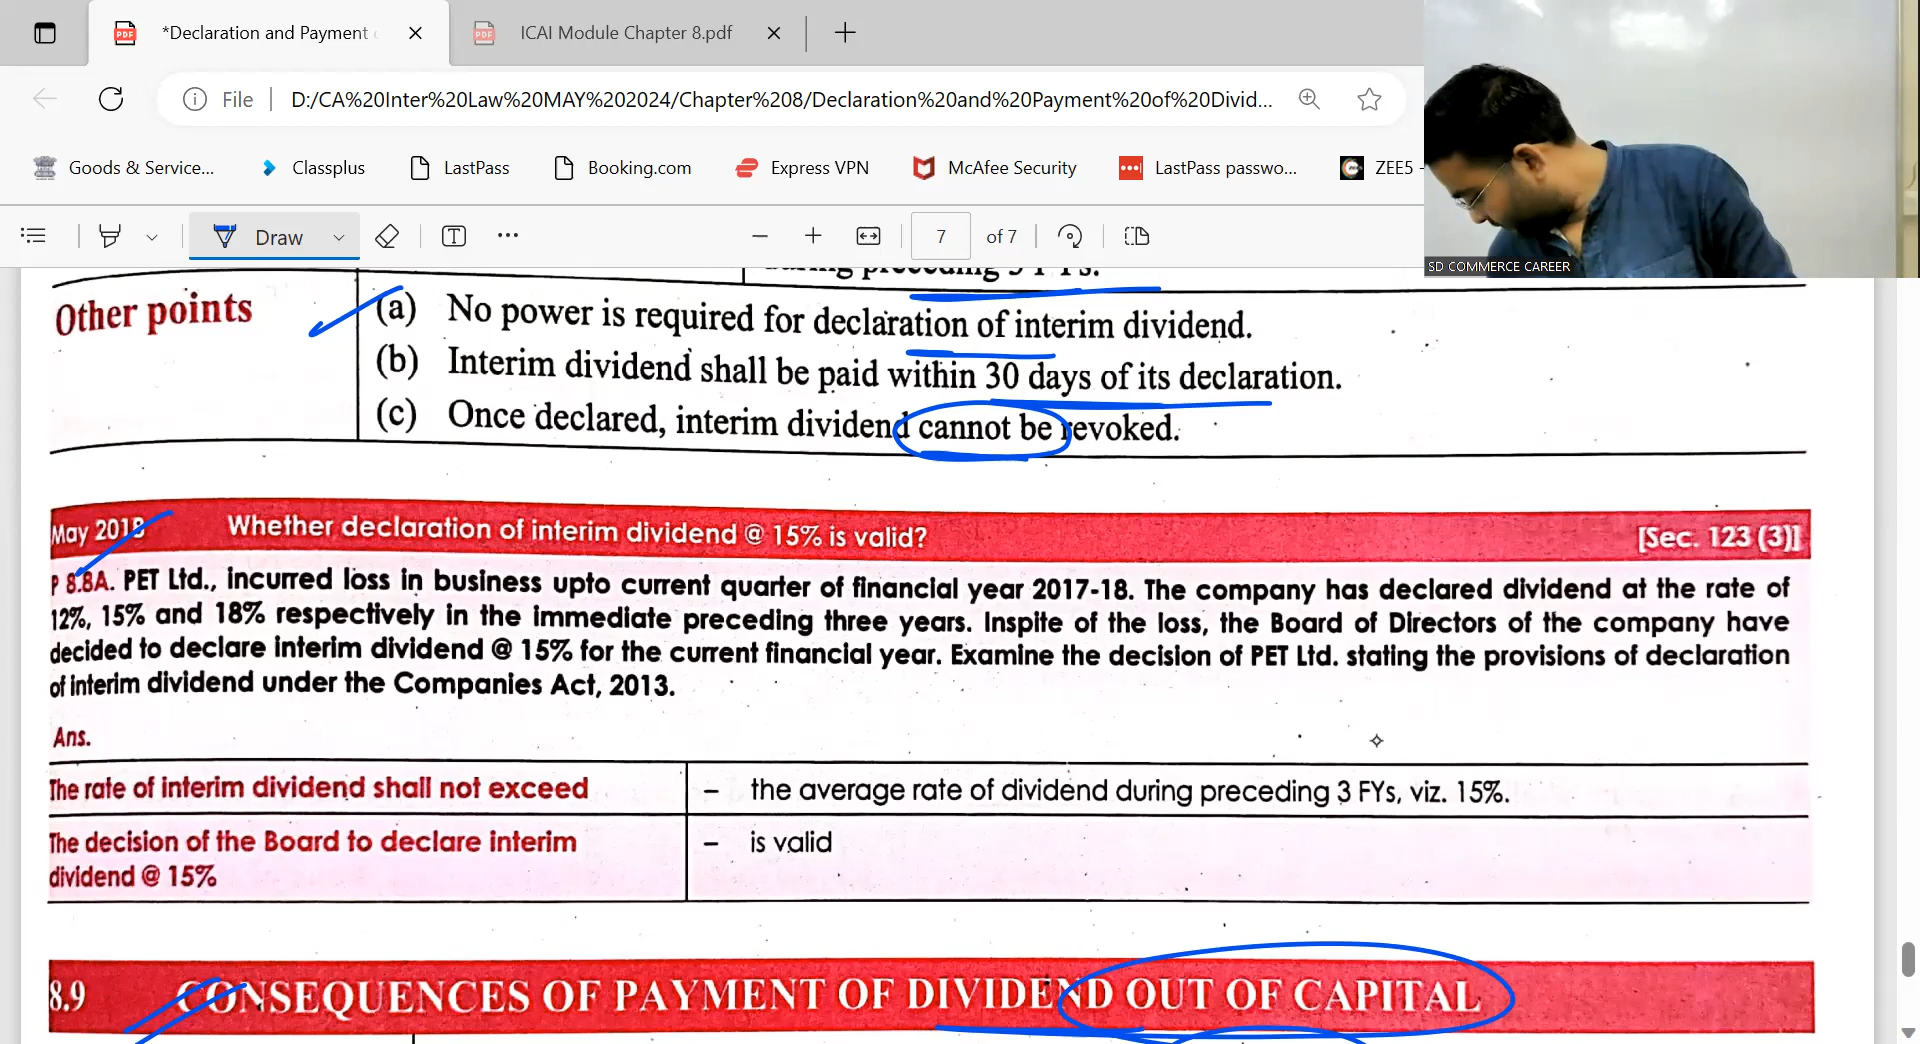 *Declaration and Payment
ICAI Module Chapter 8.pdf
File
D:/CA%20Inter%20Law%20MAY%202024/Chapter%208/Declaration%20and%20Payment%20of%20Divid...
Goods & Service...
Classplus
LastPass
Booking.com
Express VPN
McAfee Security
LastPass passwo...
ZEE5 -
Draw
7 of 7
SD COMMERCE CAREER
during preceding 3 FYs.
Other points
(a) No power is required for declaration of interim dividend.
(b) Interim dividend shall be paid within 30 days of its declaration.
(c) Once declared, interim dividend cannot be revoked.
May 2018 Whether declaration of interim dividend @ 15% is valid? [Sec. 123 (3)]
P 8.8A. PET Ltd., incurred loss in business upto current quarter of financial year 2017-18. The company has declared dividend at the rate of
12%, 15% and 18% respectively in the immediate preceding three years. Inspite of the loss, the Board of Directors of the company have
decided to declare interim dividend @ 15% for the current financial year. Examine the decision of PET Ltd. stating the provisions of declaration
of interim dividend under the Companies Act, 2013.
Ans.
The rate of interim dividend shall not exceed – the average rate of dividend during preceding 3 FYs, viz. 15%.
The decision of the Board to declare interim – is valid
dividend @ 15%
8.9 CONSEQUENCES OF PAYMENT OF DIVIDEND OUT OF CAPITAL